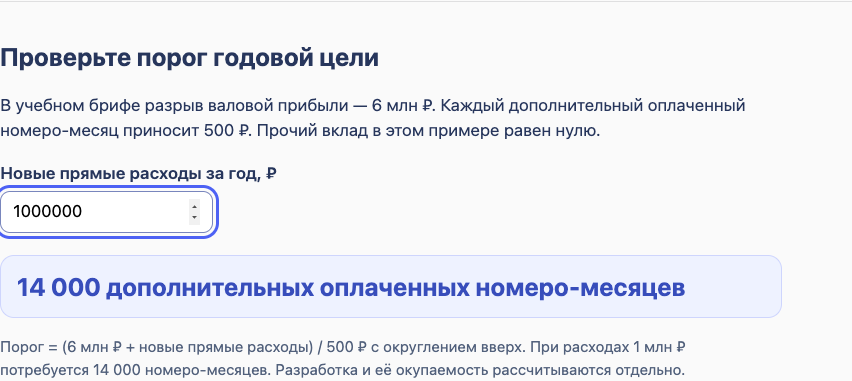 Проверьте порог годовой цели
В учебном брифе разрыв валовой прибыли — 6 млн ₽. Каждый дополнительный оплаченный
номеро-месяц приносит 500 ₽. Прочий вклад в этом примере равен нулю.
Новые прямые расходы за год, ₽
1000000
14 000 дополнительных оплаченных номеро-месяцев
Порог = (6 млн ₽ + новые прямые расходы) / 500 ₽ с округлением вверх. При расходах 1 млн ₽
потребуется 14 000 номеро-месяцев. Разработка и её окупаемость рассчитываются отдельно.